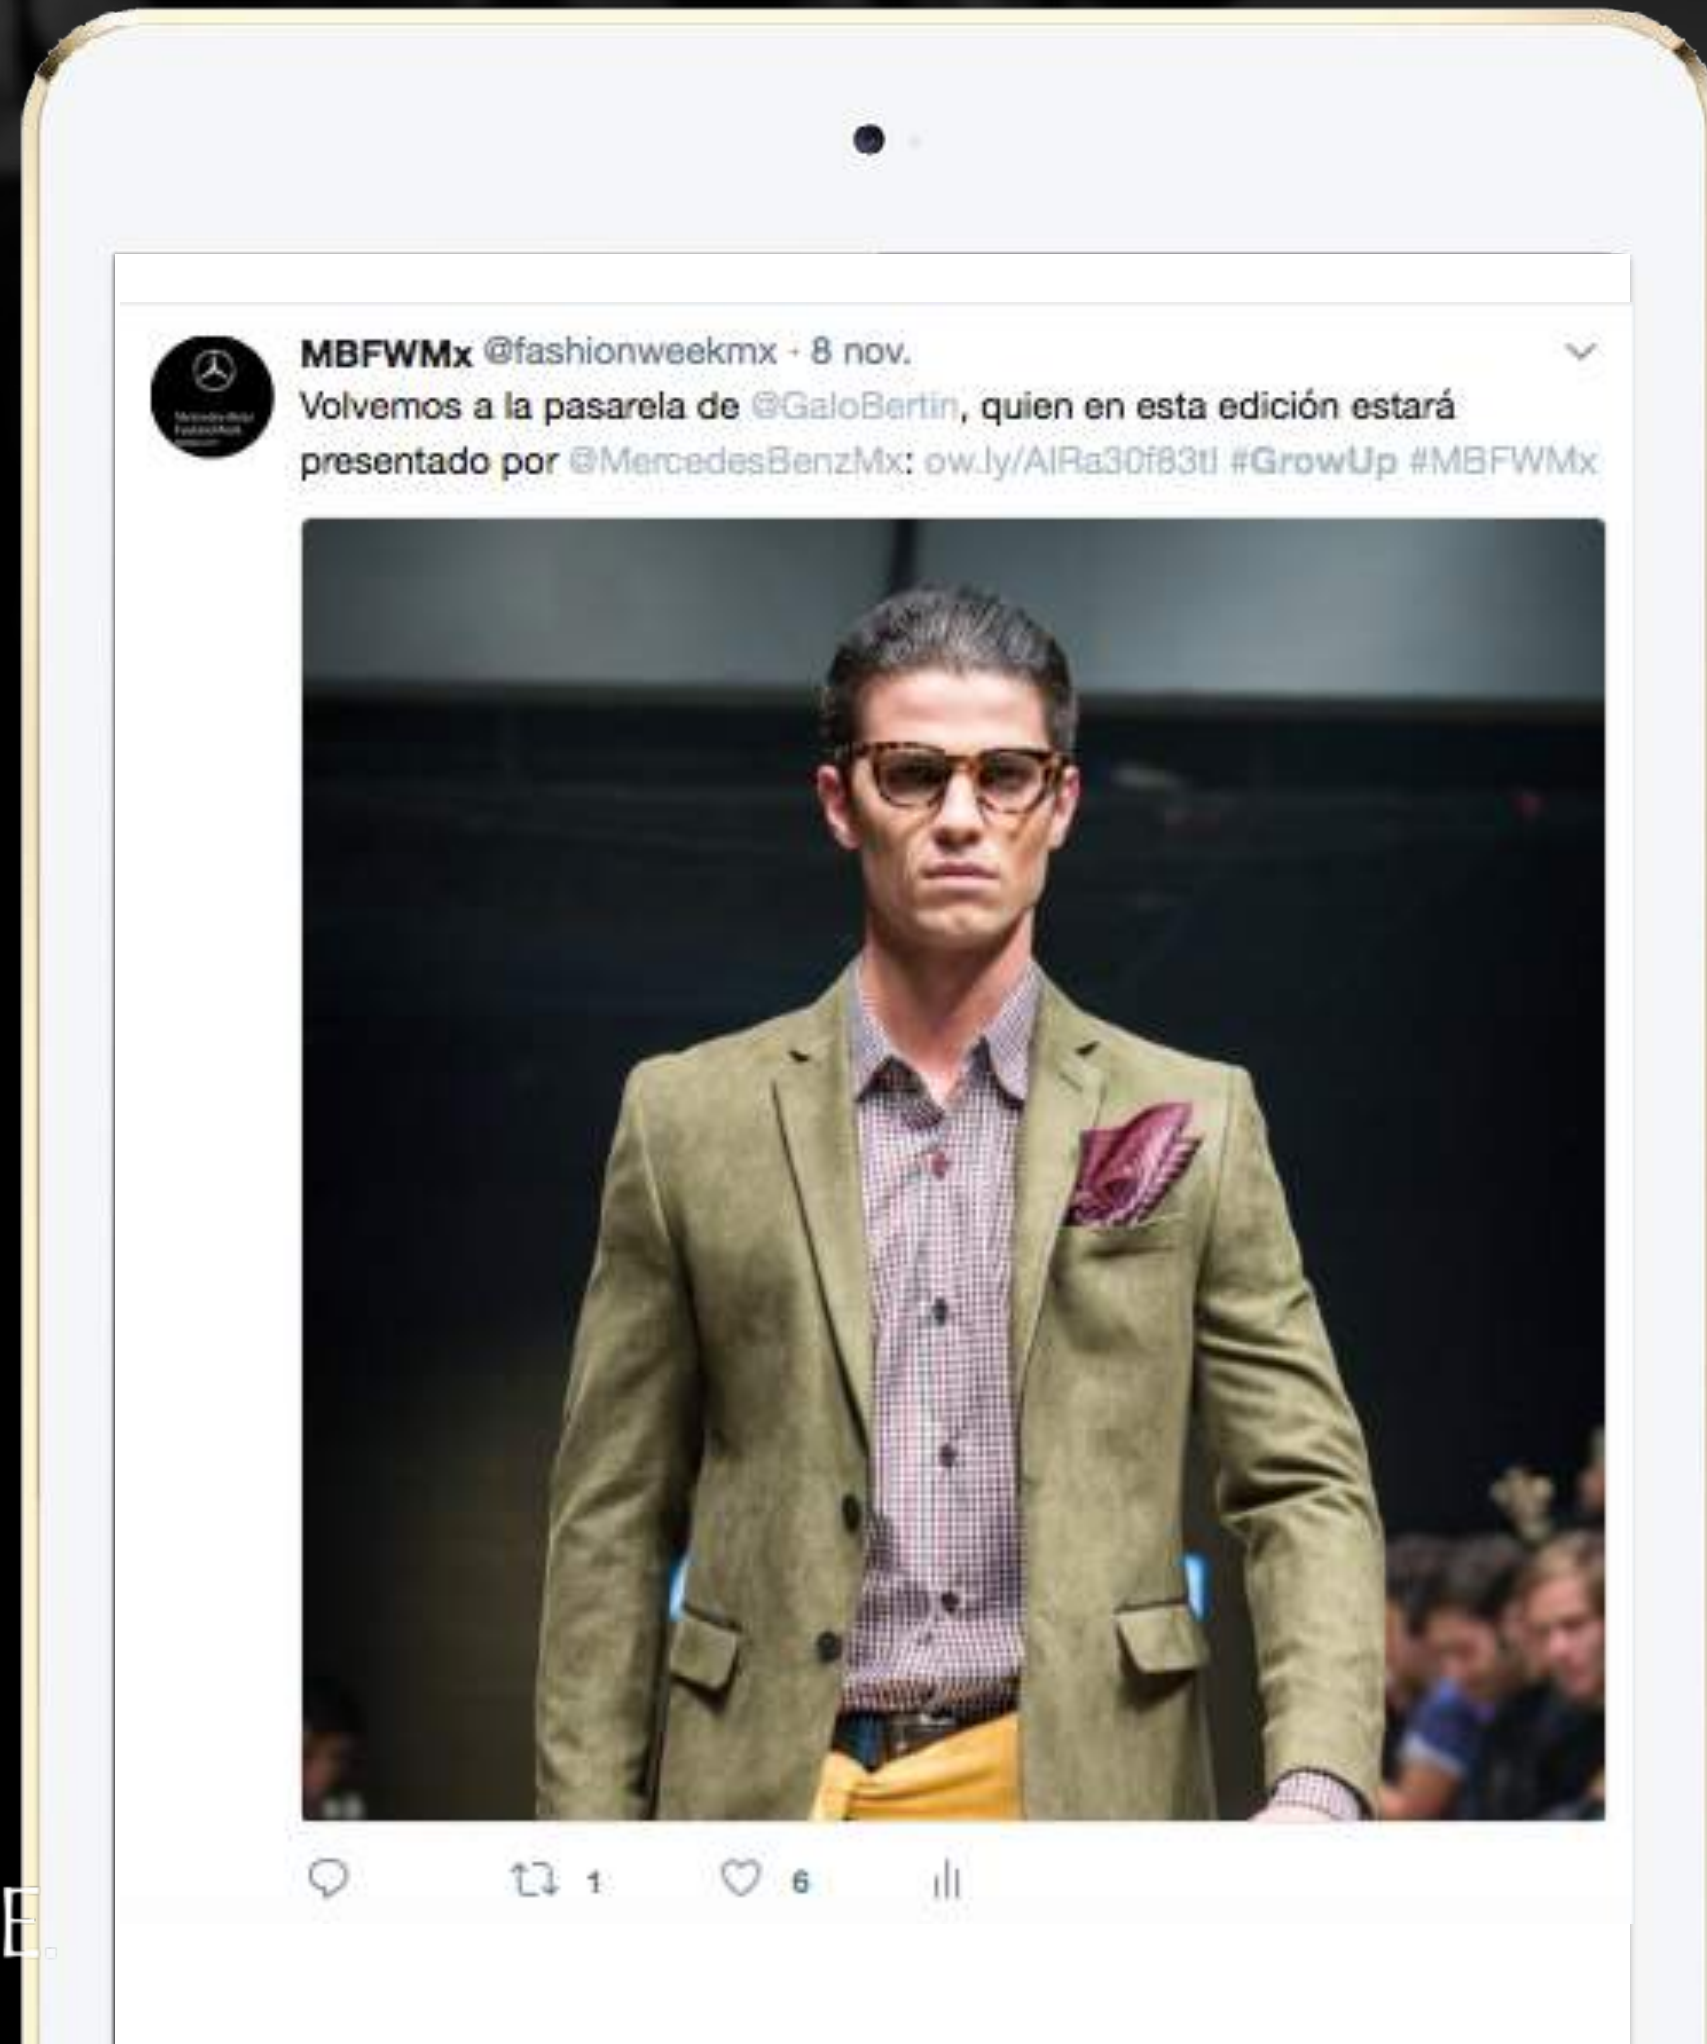 MBFWMx @fashionweekmx · 8 nov.
Volvemos a la pasarela de @GaloBertin, quien en esta edición estará
presentado por @MercedesBenzMx: ow.ly/AlRa30f83tl #GrowUp #MBFWMx
1 6
E.